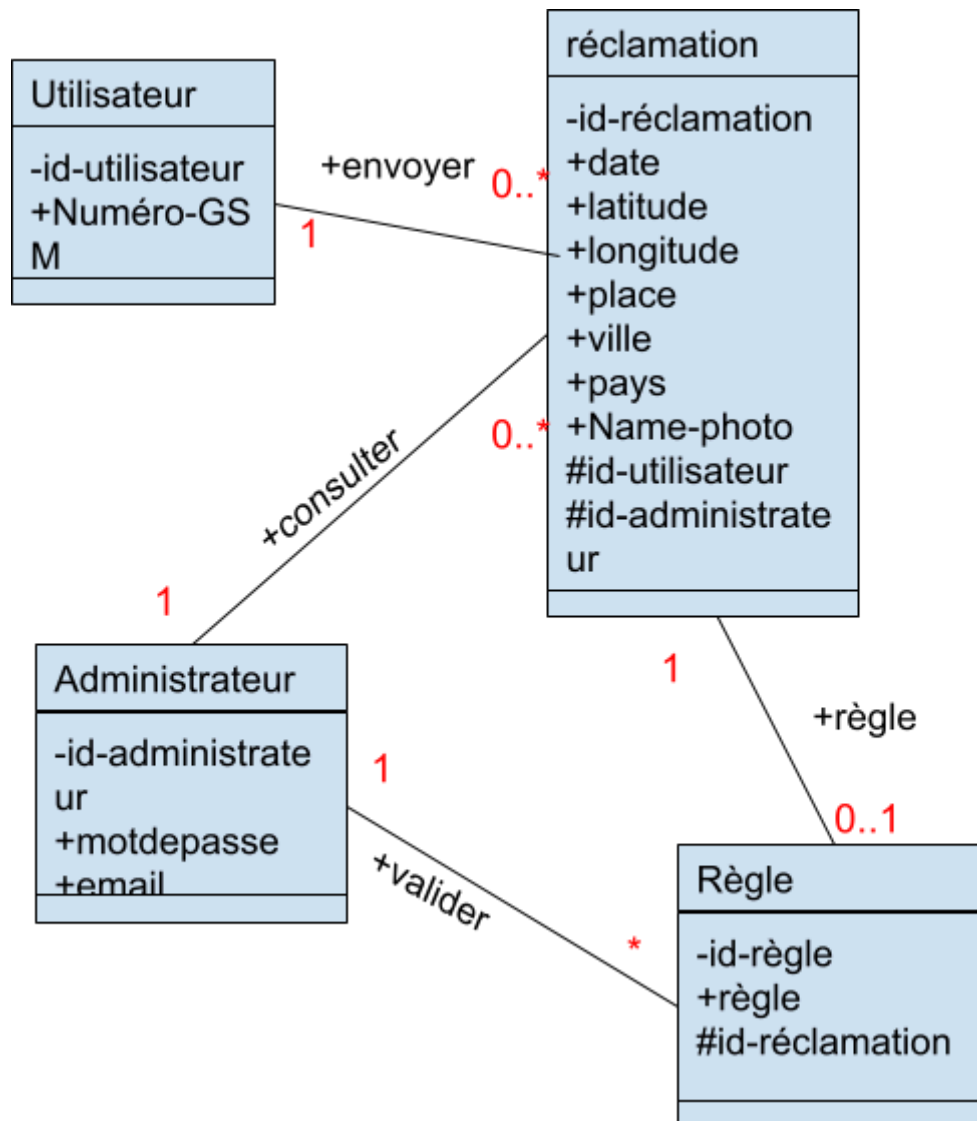 Utilisateur
-id-utilisateur
+Numéro-GS
M
+envoyer
1
0..*
réclamation
-id-réclamation
+date
+latitude
+longitude
+place
+ville
+pays
+Name-photo
#id-utilisateur
#id-administrate
ur
0..*
+consulter
1
Administrateur
-id-administrate
ur
+motdepasse
+email
1
+valider
*
1
+règle
0..1
Règle
-id-règle
+règle
#id-réclamation